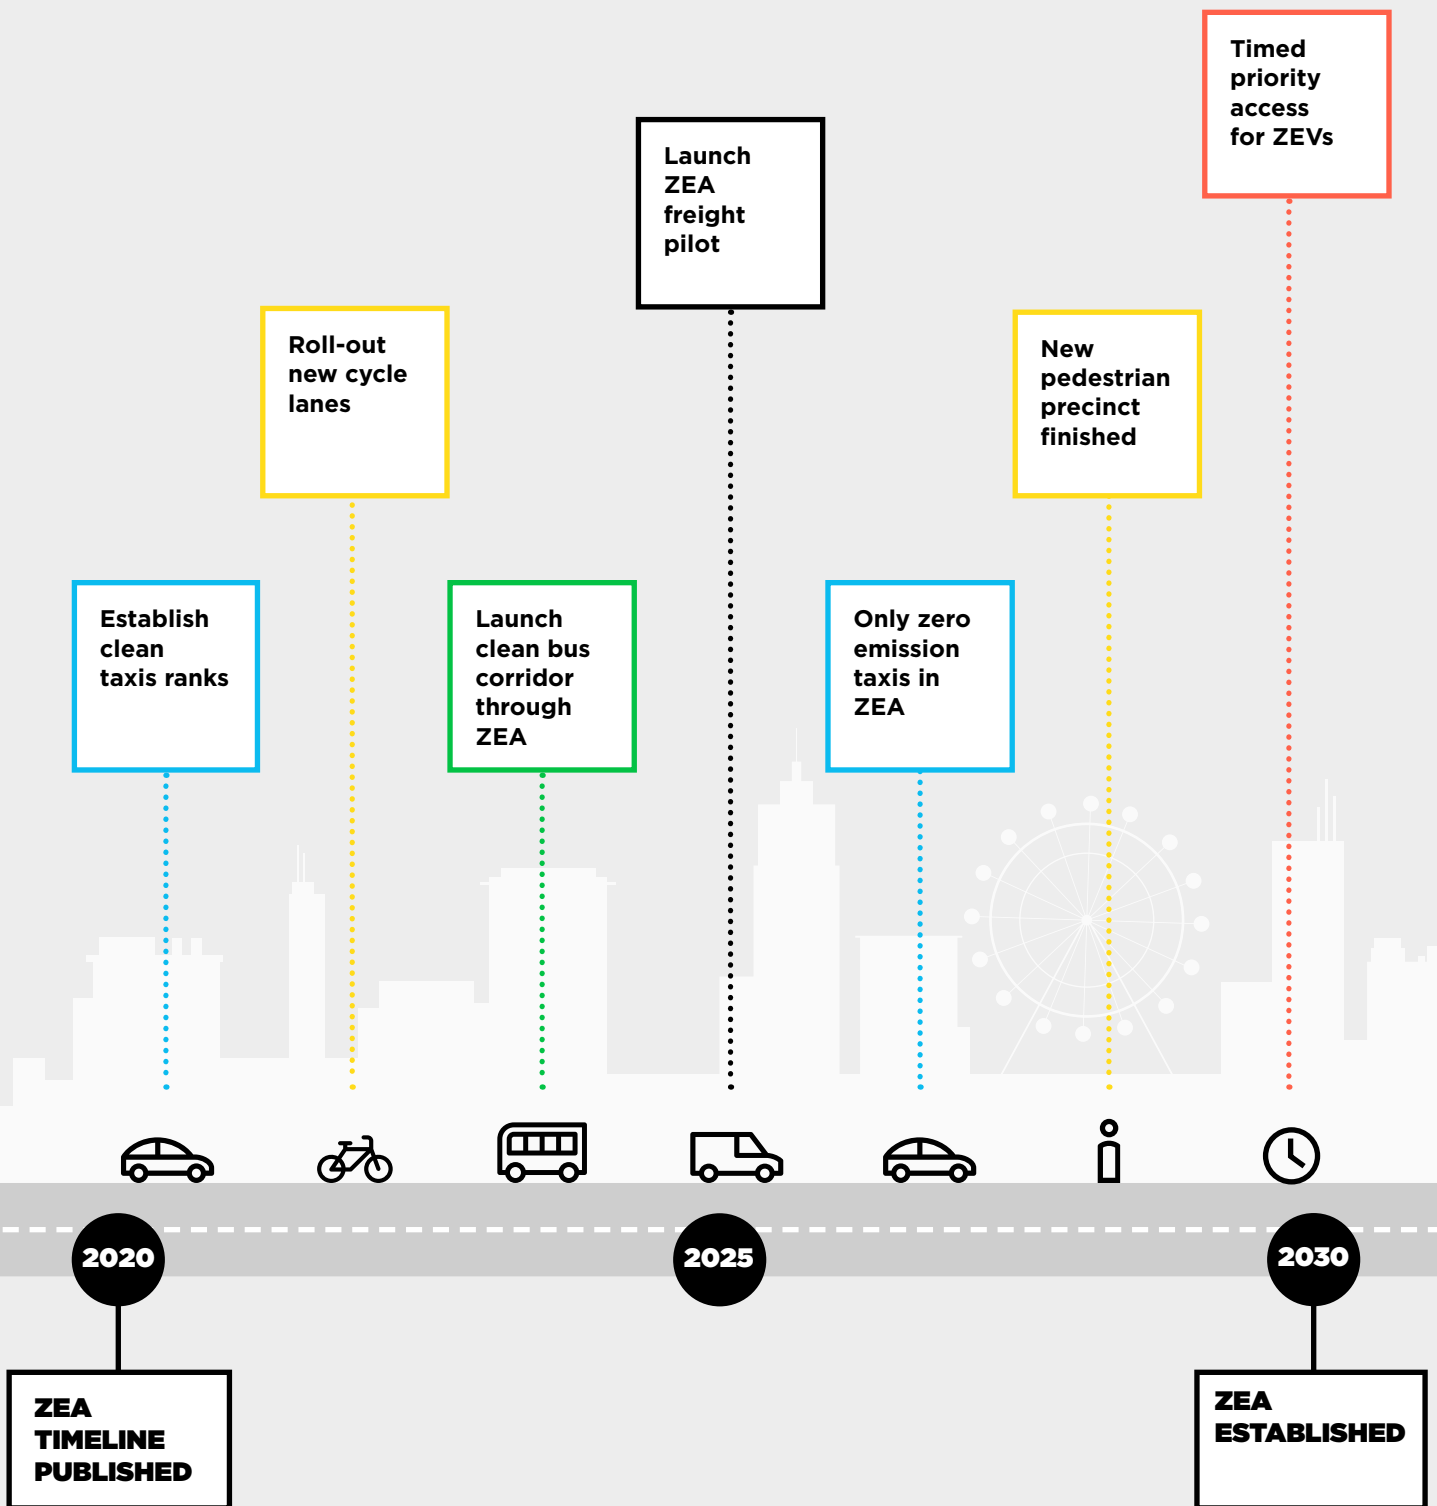 Timed
priority
access
for ZEVs
Launch
ZEA
freight
pilot
Roll-out
new cycle
lanes
New
pedestrian
precinct
finished
Establish
clean
taxis ranks
Launch
clean bus
corridor
through
ZEA
Only zero
emission
taxis in
ZEA
2020
2025
2030
ZEA
TIMELINE
PUBLISHED
ZEA
ESTABLISHED